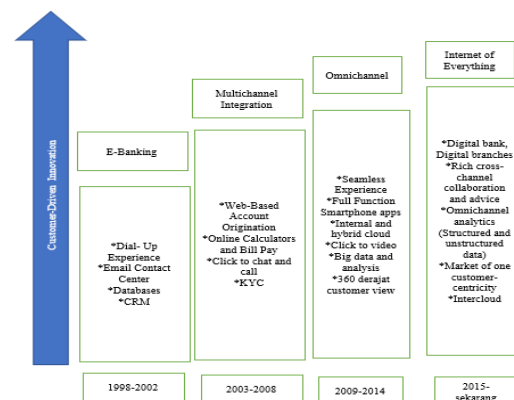 Customer-Driven Innovation
E-Banking
*Dial- Up
Experience
*Email Contact
Center
*Databases
*CRM
1998-2002
Multichannel
Integration
*Web-Based
Account
Origination
*Online Calculators
and Bill Pay
*Click to chat and
call
*KYC
2003-2008
Omnichannel
*Seamless
Experience
*Full Function
Smartphone apps
*Internal and
hybrid cloud
*Click to video
*Big data and
analysis
*360 derajat
customer view
2009-2014
Internet of
Everything
*Digital bank,
Digital branches
*Rich cross-
channel
collaboration
and advice
*Omnichannel
analytics
(Structured and
unstructured
data)
*Market of one
customer-
centricity
*Intercloud
2015-
sekarang